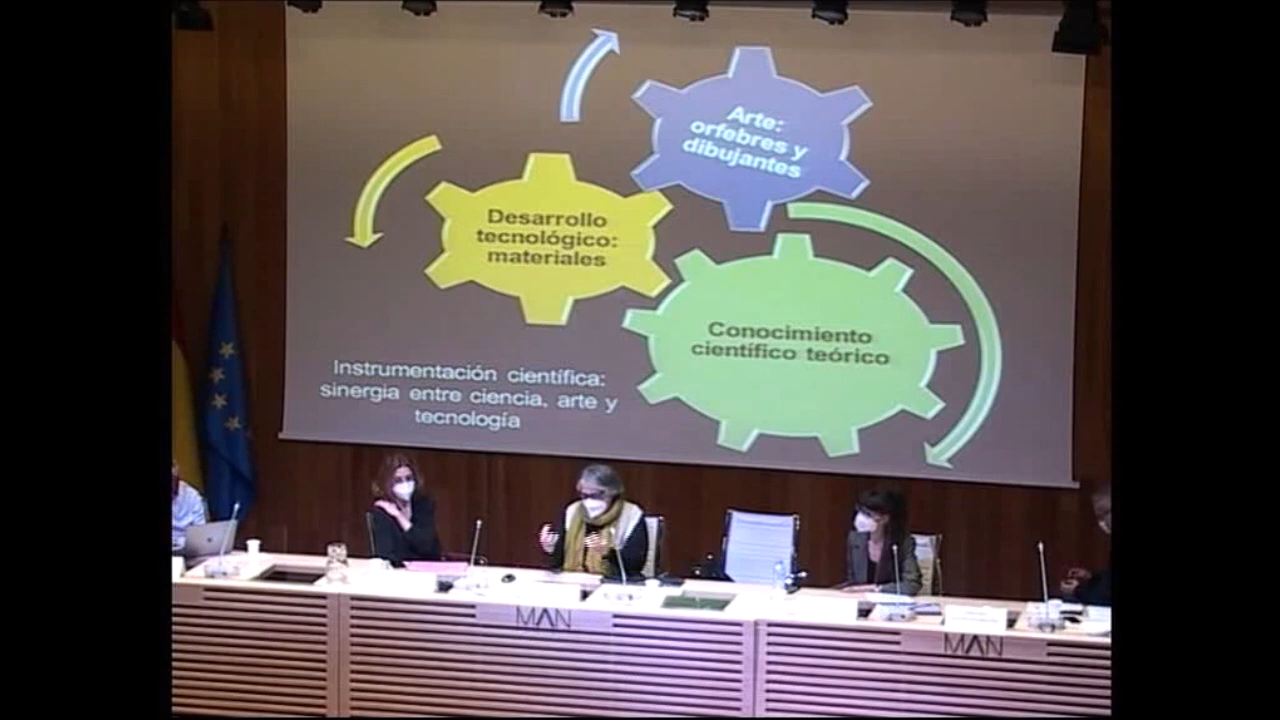 Arte:
orfebres y
dibujantes
Desarrollo
tecnológico:
materiales
Conocimiento
científico teórico
Instrumentación científica:
sinergia entre ciencia, arte y
tecnología
MAN
MAN